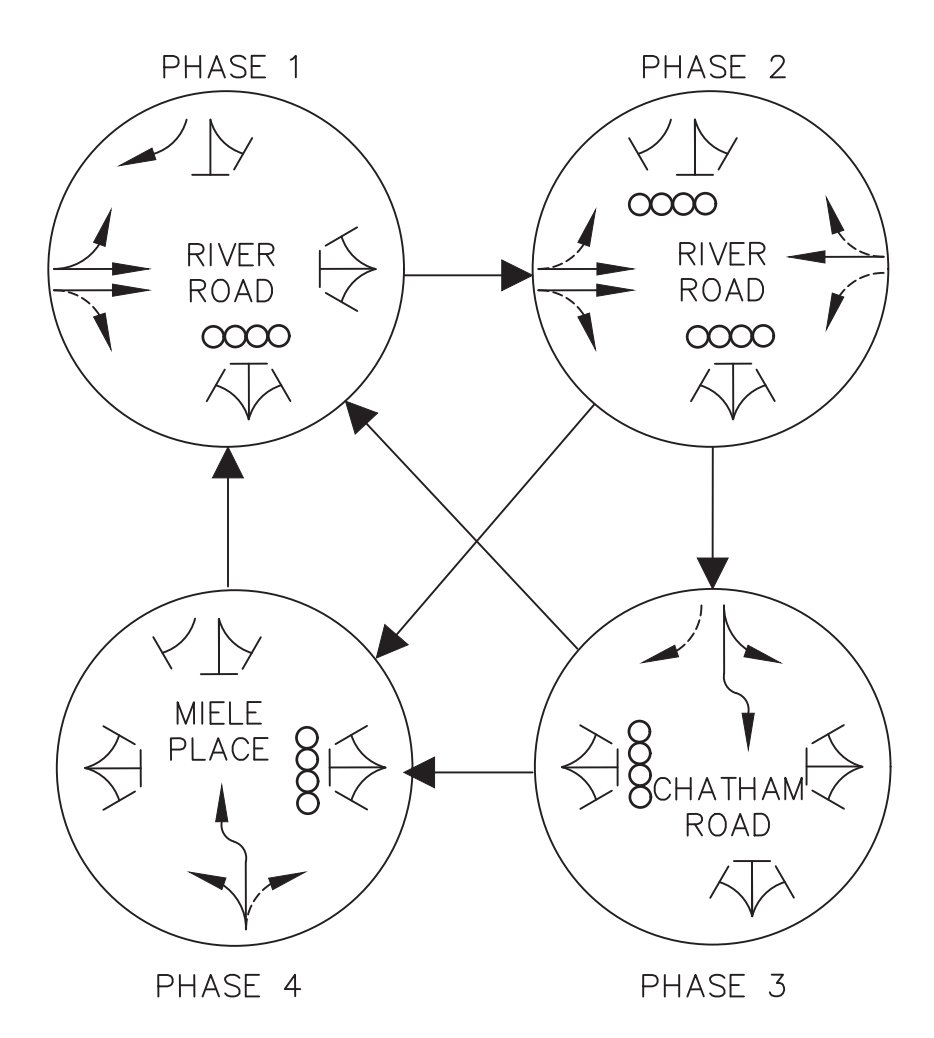 PHASE 1
PHASE 2
RIVER
ROAD
RIVER
ROAD
MIELE
PLACE
CHATHAM
ROAD
PHASE 4
PHASE 3